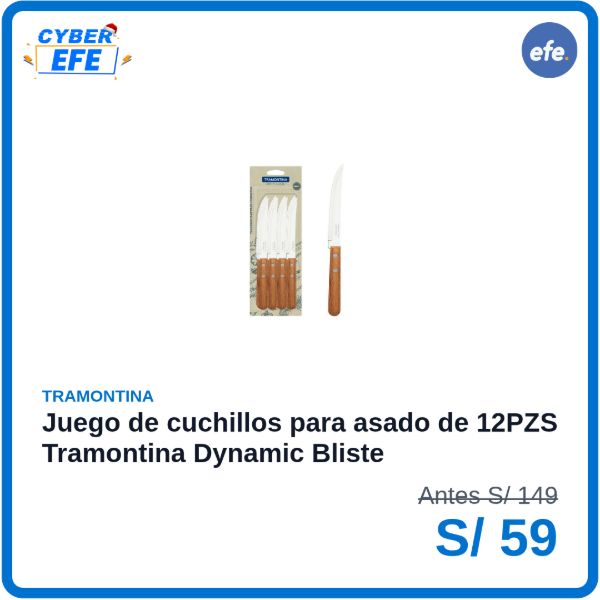 CYBER
EFE
efe.
TRAMONTINA
TRAMONTINA
Juego de cuchillos para asado de 12PZS
Tramontina Dynamic Bliste
Antes S/ 149
S/ 59